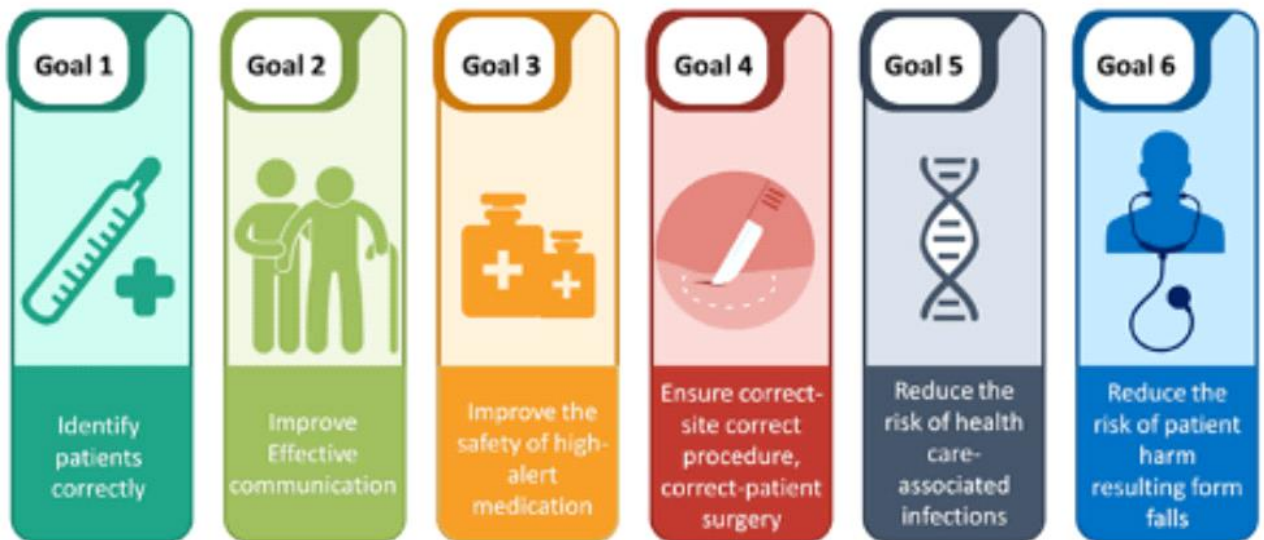 Goal 1
Identify
patients
correctly
Goal 2
Improve
Effective
communication
Goal 3
Improve the
safety of high-
alert
medication
Goal 4
Ensure correct-
site correct
procedure,
correct-patient
surgery
Goal 5
Reduce the
risk of health
care-
associated
infections
Goal 6
Reduce the
risk of patient
harm
resulting form
falls